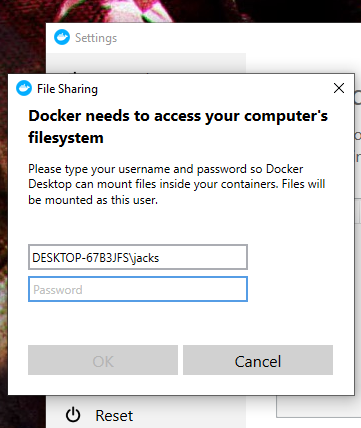 Settings
File Sharing
Docker needs to access your computer's
filesystem
Please type your username and password so Docker
Desktop can mount files inside your containers. Files will
be mounted as this user.
DESKTOP-67B3JFS\jacks
Password
OK
Cancel
Reset